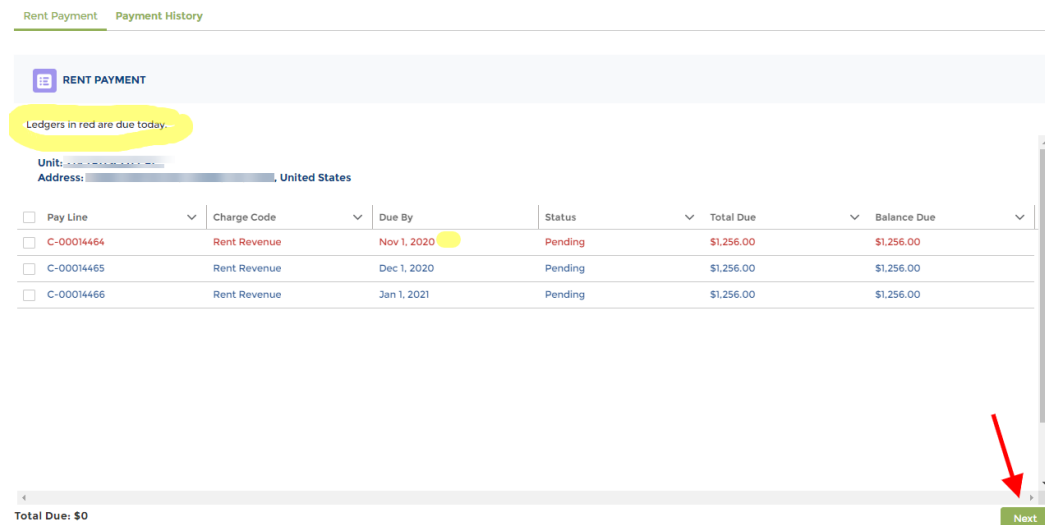 Rent Payment Payment History
RENT PAYMENT
Ledgers in red are due today.
Unit:
Address: , United States
Pay Line Charge Code Due By Status Total Due Balance Due
C-00014464 Rent Revenue Nov 1, 2020 Pending $1,256.00 $1,256.00
C-00014465 Rent Revenue Dec 1, 2020 Pending $1,256.00 $1,256.00
C-00014466 Rent Revenue Jan 1, 2021 Pending $1,256.00 $1,256.00
Total Due: $0
Next